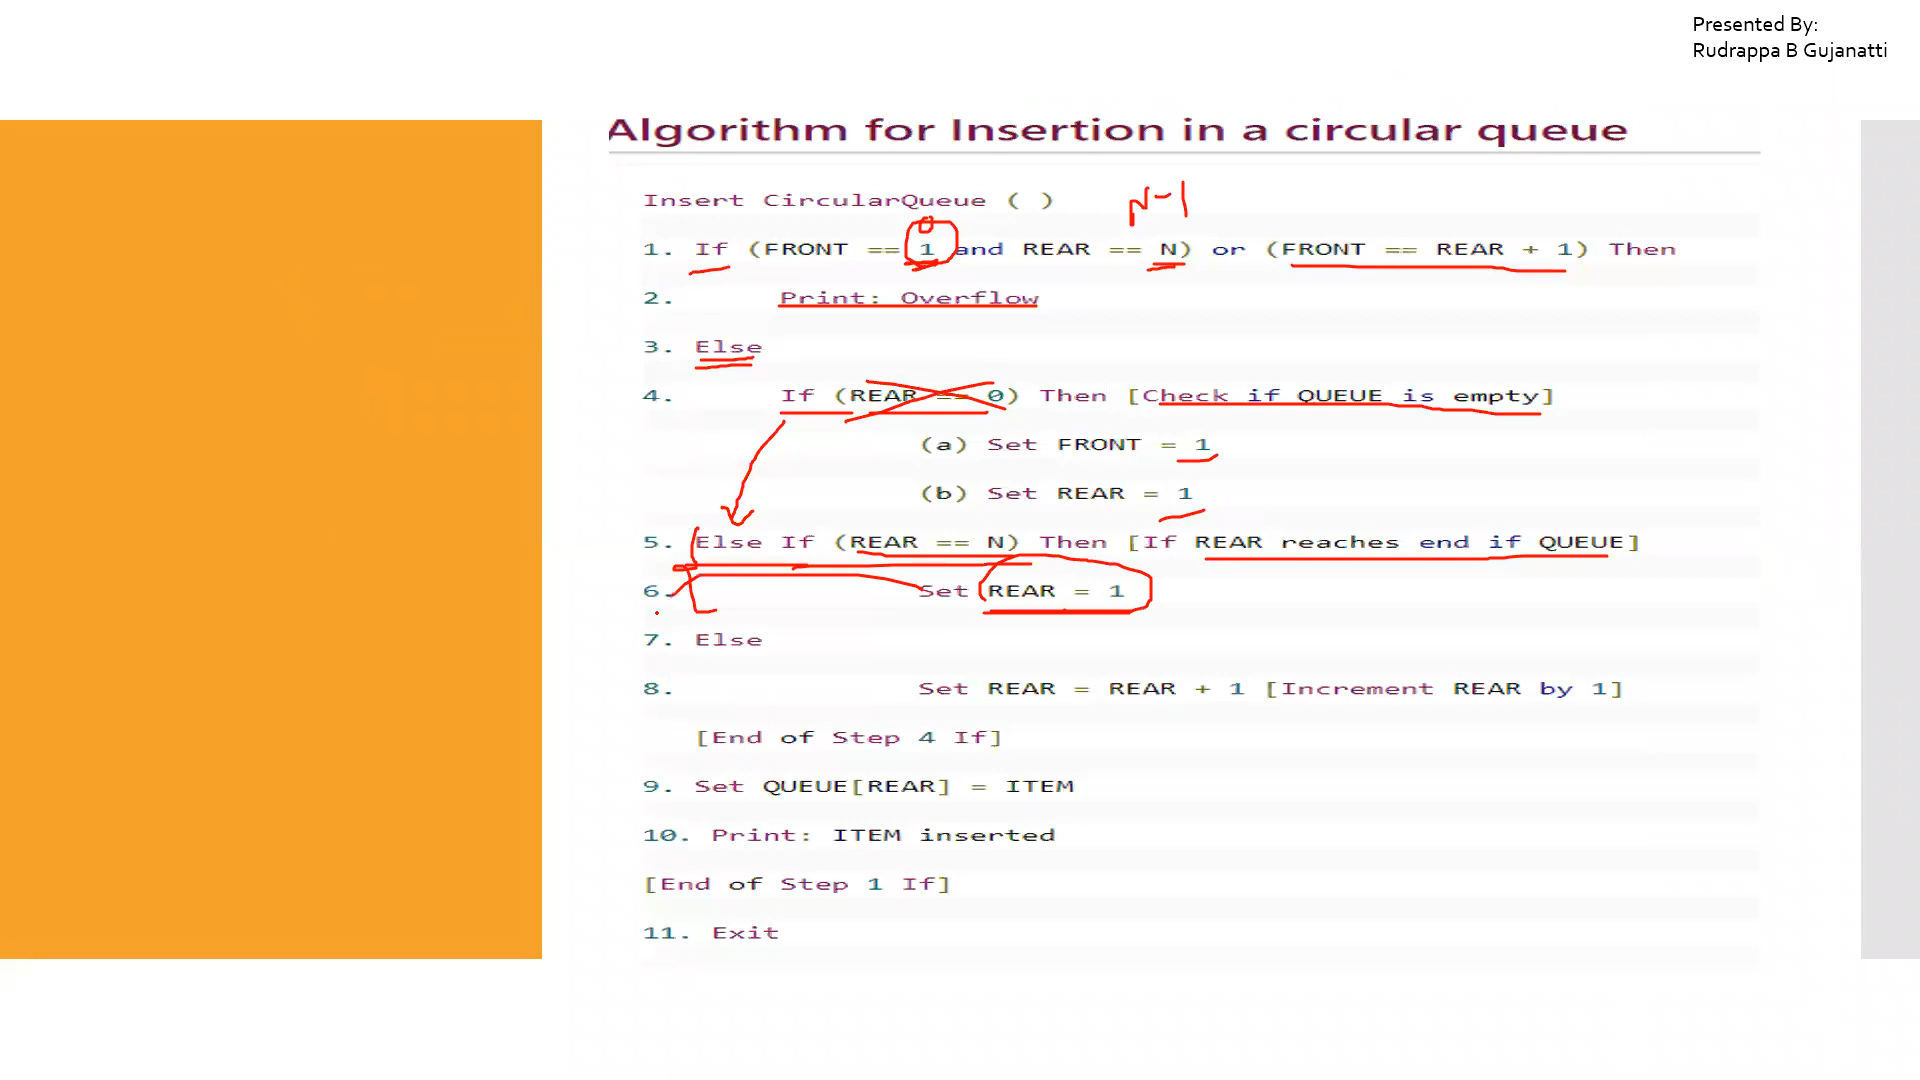 Presented By:
Rudrappa B Gujanatti
Algorithm for Insertion in a circular queue
Insert CircularQueue ( )
N-1
0
1. If (FRONT == 1 and REAR == N) or (FRONT == REAR + 1) Then
2. Print: Overflow
3. Else
4. If (REAR == 0) Then [Check if QUEUE is empty]
(a) Set FRONT = 1
(b) Set REAR = 1
5. Else If (REAR == N) Then [If REAR reaches end if QUEUE]
6. Set REAR = 1
7. Else
8. Set REAR = REAR + 1 [Increment REAR by 1]
[End of Step 4 If]
9. Set QUEUE[REAR] = ITEM
10. Print: ITEM inserted
[End of Step 1 If]
11. Exit